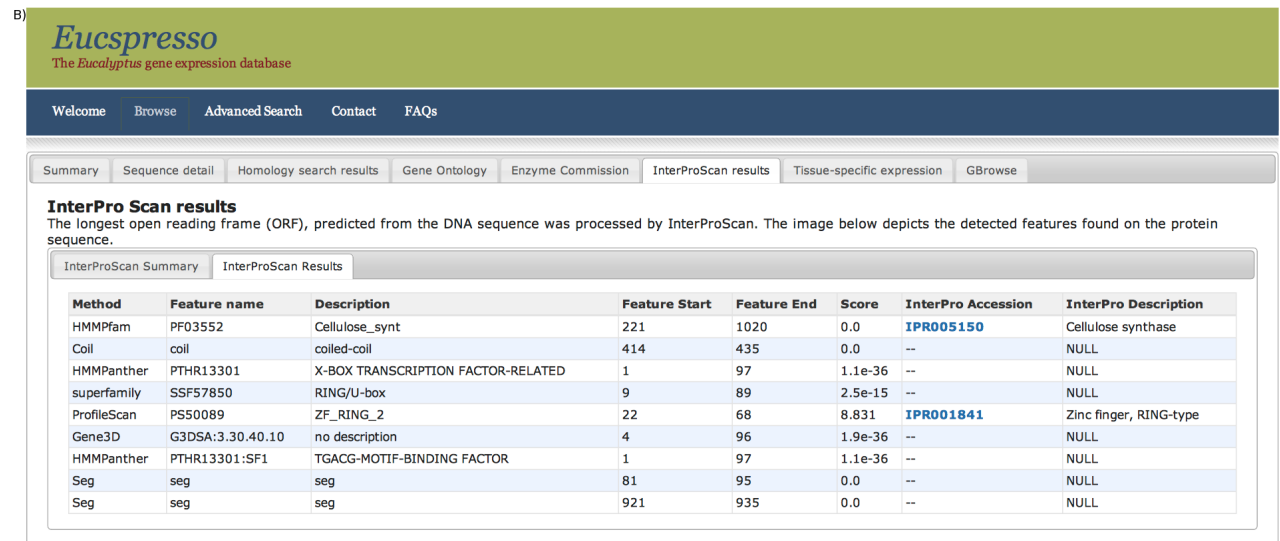 B)
Eucspresso
The Eucalyptus gene expression database
Welcome Browse Advanced Search Contact FAQs
Summary Sequence detail Homology search results Gene Ontology Enzyme Commission InterProScan results Tissue-specific expression GBrowse
InterPro Scan results
The longest open reading frame (ORF), predicted from the DNA sequence was processed by InterProScan. The image below depicts the detected features found on the protein
sequence.
InterProScan Summary InterProScan Results
Method Feature name Description Feature Start Feature End Score InterPro Accession InterPro Description
HMMPfam PF03552 Cellulose_synt 221 1020 0.0 IPR005150 Cellulose synthase
Coil coil coiled-coil 414 435 0.0 -- NULL
HMMPanther PTHR13301 X-BOX TRANSCRIPTION FACTOR-RELATED 1 97 1.1e-36 -- NULL
superfamily SSF57850 RING/U-box 9 89 2.5e-15 -- NULL
ProfileScan PS50089 ZF_RING_2 22 68 8.831 IPR001841 Zinc finger, RING-type
Gene3D G3DSA:3.30.40.10 no description 4 96 1.9e-36 -- NULL
HMMPanther PTHR13301:SF1 TGACG-MOTIF-BINDING FACTOR 1 97 1.1e-36 -- NULL
Seg seg seg 81 95 0.0 -- NULL
Seg seg seg 921 935 0.0 -- NULL